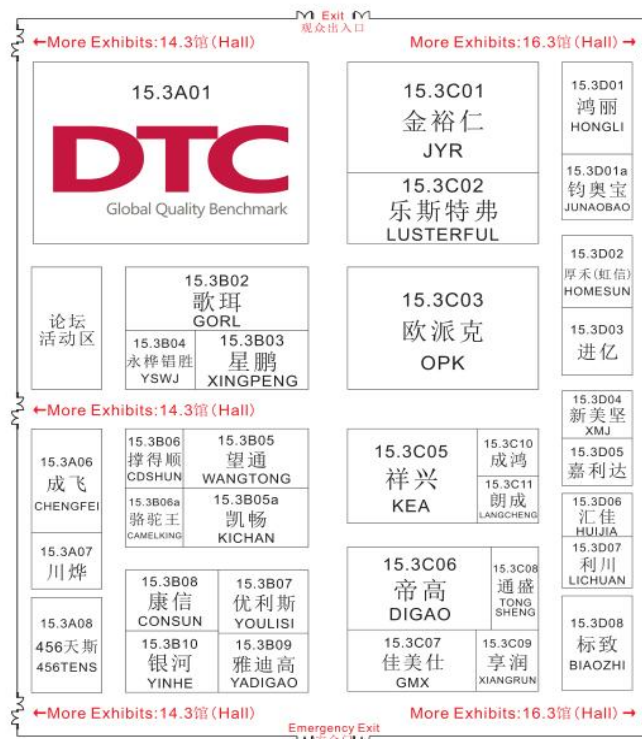 Exit
观众出入口
←More Exhibits:14.3馆(Hall)
More Exhibits:16.3馆(Hall)→
15.3A01
DTC
Global Quality Benchmark
15.3C01
金裕仁
JYR
15.3C02
乐斯特弗
LUSTERFUL
15.3D01
鸿丽
HONGLI
15.3D01a
钧奥宝
JUNAOBAO
论坛
活动区
15.3B02
歌珥
GORL
15.3B04
永桦铝胜
YSWJ
15.3B03
星鹏
XINGPENG
15.3C03
欧派克
OPK
15.3D02
厚禾(虹信)
HOMESUN
15.3D03
进亿
←More Exhibits:14.3馆(Hall)
15.3D04
新美坚
XMJ
15.3D05
嘉利达
15.3A06
成飞
CHENGFEI
15.3A07
川烨
15.3B06
撑得顺
CDSHUN
15.3B05
望通
WANGTONG
15.3B06a
骆驼王
CAMELKING
15.3B05a
凯畅
KICHAN
15.3C05
祥兴
KEA
15.3C10
成鸿
15.3C11
朗成
LANGCHENG
15.3D06
汇佳
HUIJIA
15.3D07
利川
LICHUAN
15.3A08
456天斯
456TENS
15.3B08
康信
CONSUN
15.3B07
优利斯
YOULISI
15.3B10
银河
YINHE
15.3B09
雅迪高
YADIGAO
15.3C06
帝高
DIGAO
15.3C08
通盛
TONG
SHENG
15.3C07
佳美仕
GMX
15.3C09
享润
XIANGRUN
15.3D08
标致
BIAOZHI
←More Exhibits:14.3馆(Hall)
More Exhibits:16.3馆(Hall)→
Emergency Exit